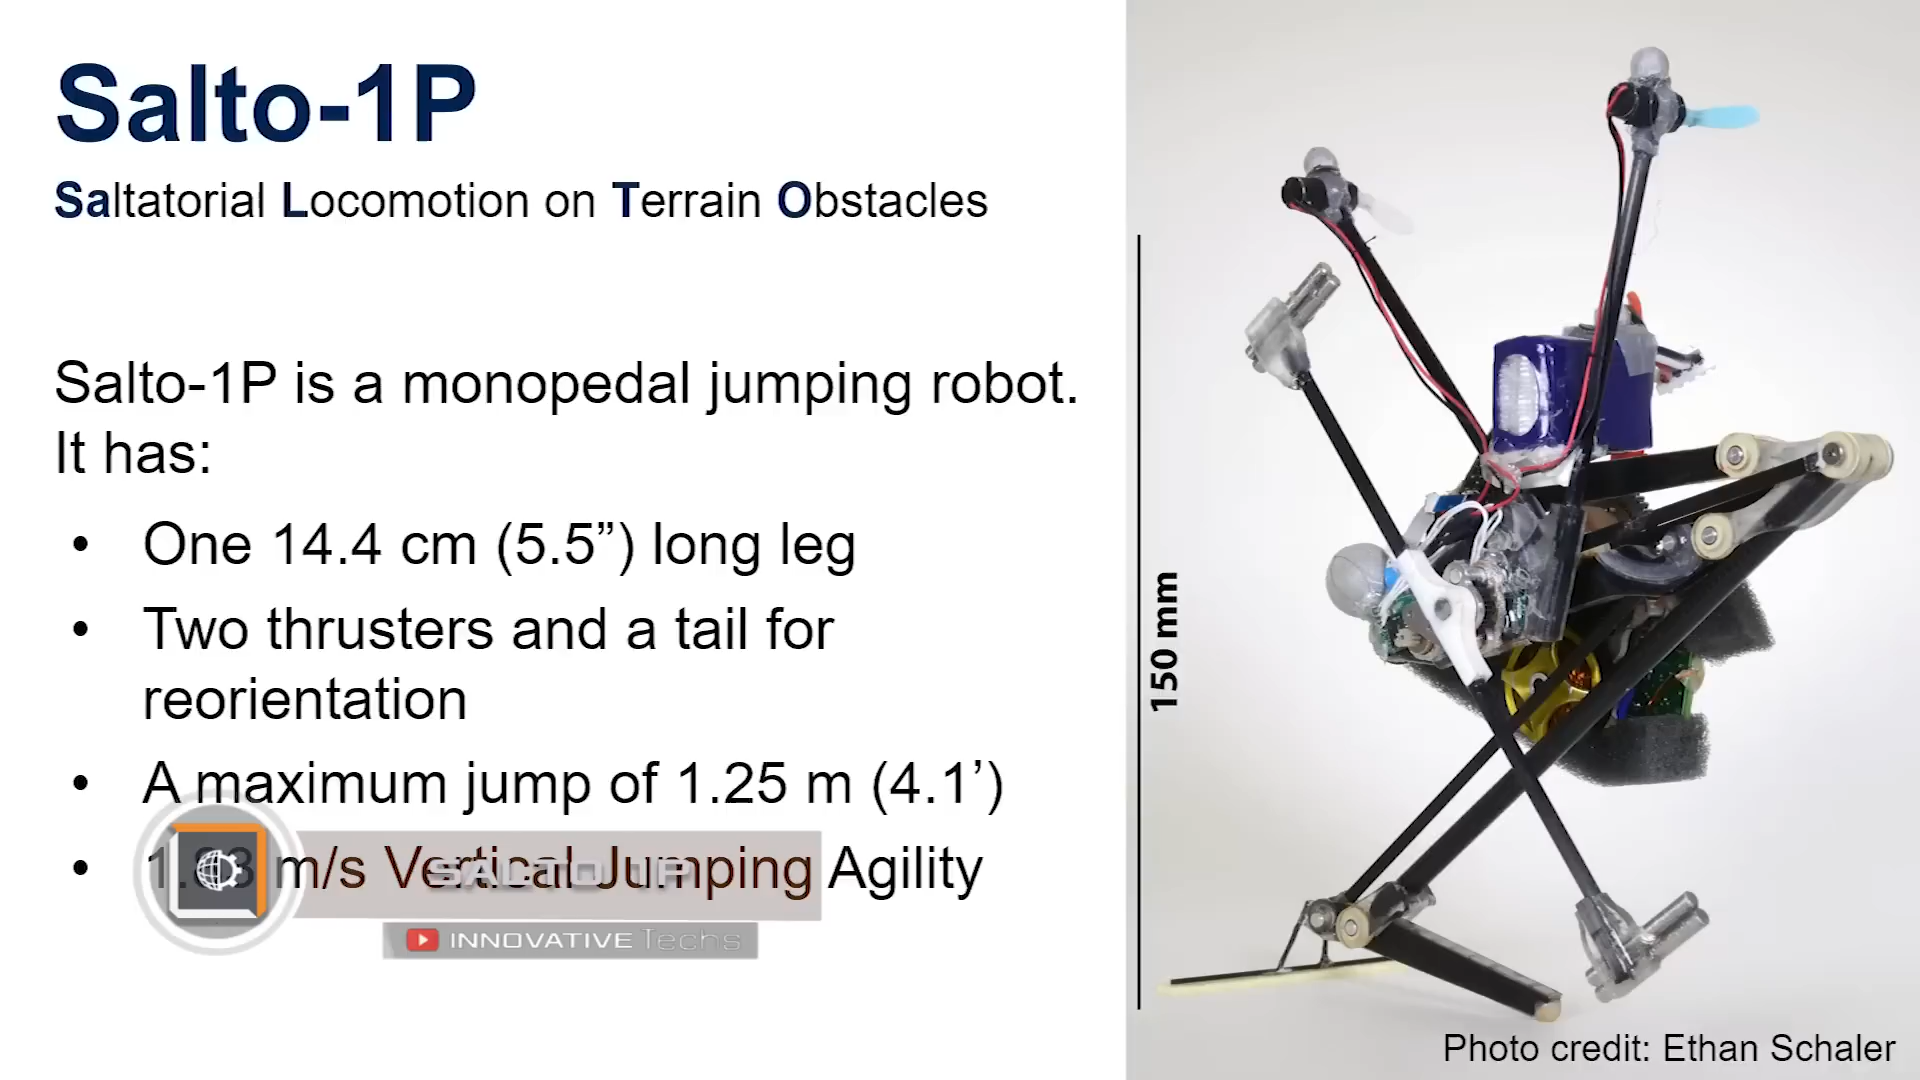 Salto-1P
Saltatorial Locomotion on Terrain Obstacles
Salto-1P is a monopedal jumping robot.
It has:
• One 14.4 cm (5.5”) long leg
• Two thrusters and a tail for
reorientation
• A maximum jump of 1.25 m (4.1’)
• m/s Vertical Jumping Agility
SALTO 1P
INNOVATIVE Techs
150 mm
Photo credit: Ethan Schaler